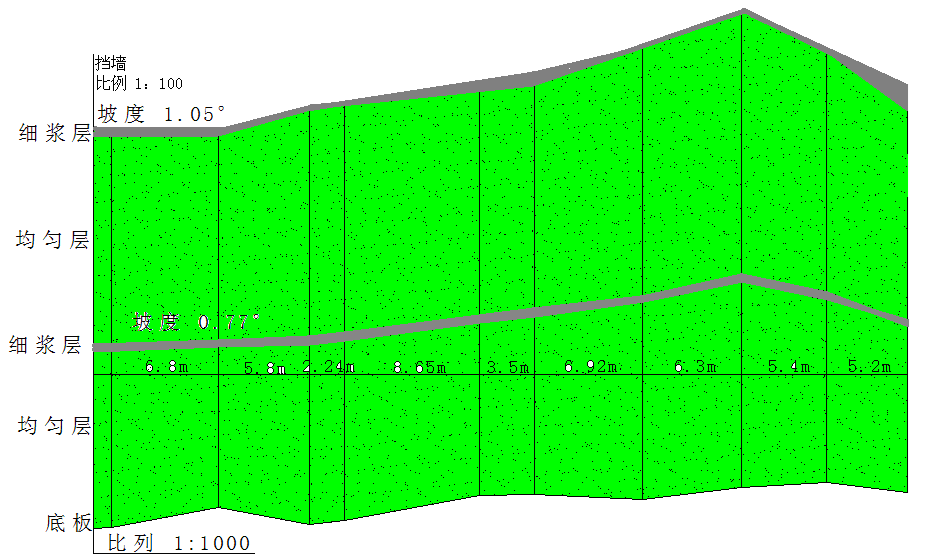 挡墙
比例 1: 100
坡度 1.05°
细浆层
均匀层
坡度 0.77°
细浆层
6.8m 5.8m 2.24m 8.65m 3.5m 6.92m 6.3m 5.4m 5.2m
均匀层
底板
比列 1:1000